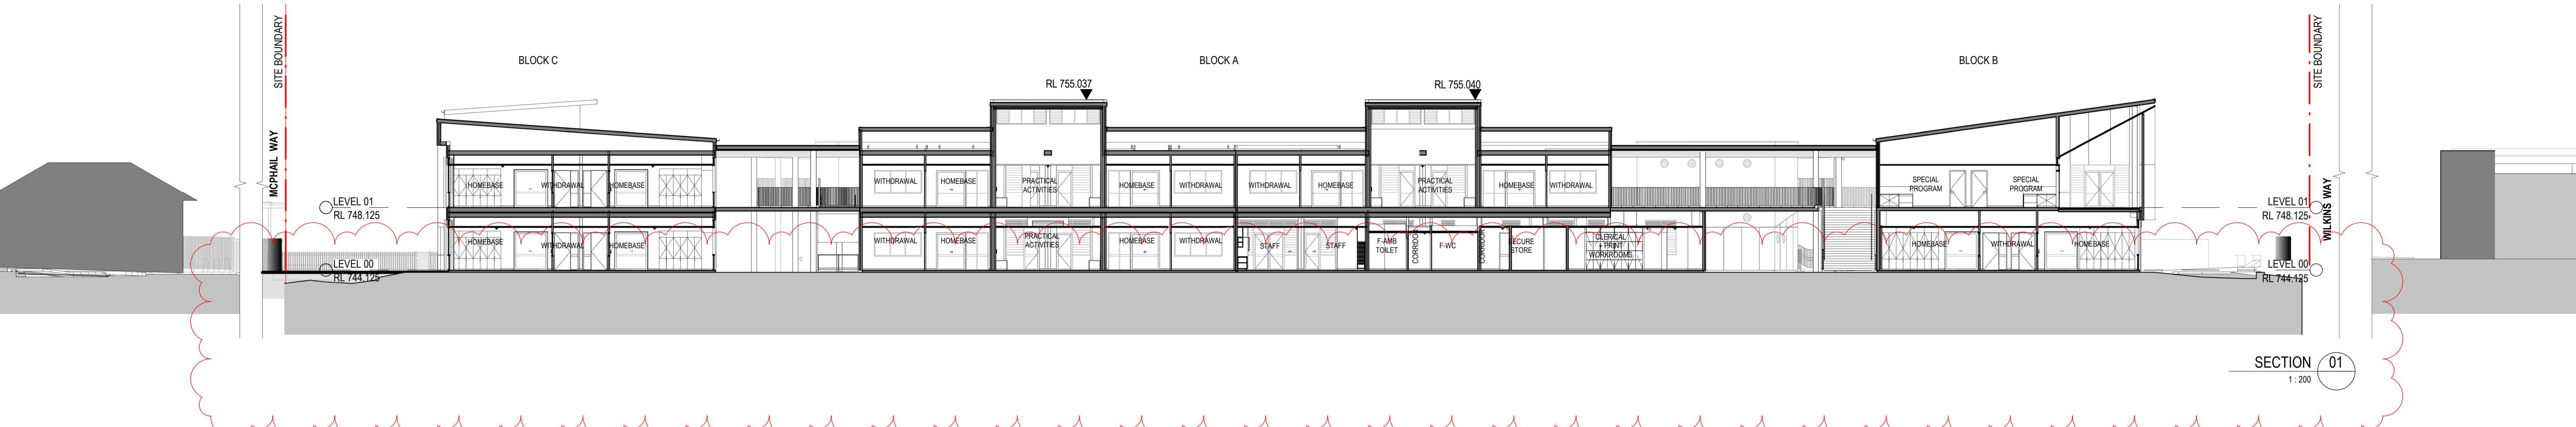 SITE BOUNDARY
SITE BOUNDARY
BLOCK C
BLOCK A
BLOCK B
RL 755.037
RL 755.040
MCPHAIL WAY
WILKINS WAY
HOMEBASE
WITHDRAWAL
HOMEBASE
WITHDRAWAL
HOMEBASE
PRACTICAL
ACTIVITIES
HOMEBASE
WITHDRAWAL
WITHDRAWAL
HOMEBASE
PRACTICAL
ACTIVITIES
HOMEBASE
WITHDRAWAL
SPECIAL
PROGRAM
SPECIAL
PROGRAM
LEVEL 01
RL 748.125
LEVEL 01
RL 748.125
HOMEBASE
WITHDRAWAL
HOMEBASE
WITHDRAWAL
HOMEBASE
PRACTICAL
ACTIVITIES
HOMEBASE
WITHDRAWAL
STAFF
STAFF
F-AMB
TOILET
CORRIDOR
F-WC
CORRIDOR
SECURE
STORE
CLERICAL
+ PRINT
WORKROOMS
HOMEBASE
WITHDRAWAL
HOMEBASE
LEVEL 00
RL 744.125
LEVEL 00
RL 744.125
SECTION
01
1 : 200